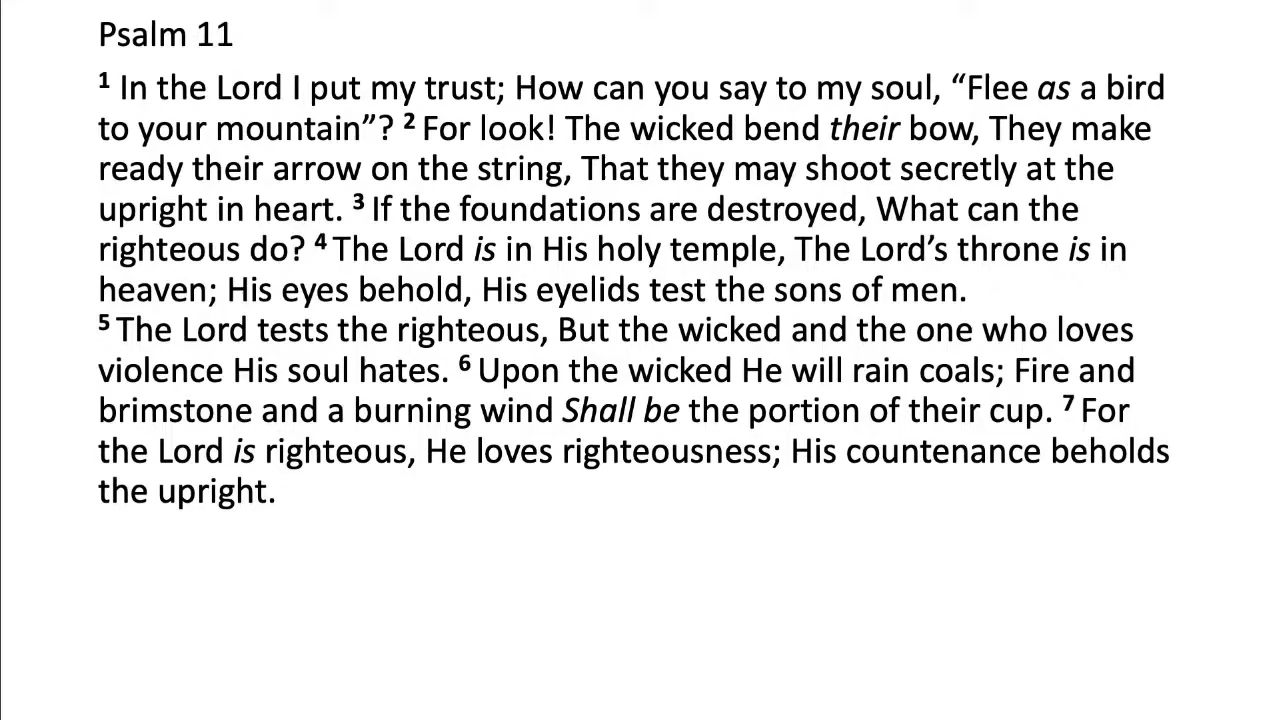 Psalm 11
1 In the Lord I put my trust; How can you say to my soul, “Flee as a bird
to your mountain”? 2 For look! The wicked bend their bow, They make
ready their arrow on the string, That they may shoot secretly at the
upright in heart. 3 If the foundations are destroyed, What can the
righteous do? 4 The Lord is in His holy temple, The Lord’s throne is in
heaven; His eyes behold, His eyelids test the sons of men.
5 The Lord tests the righteous, But the wicked and the one who loves
violence His soul hates. 6 Upon the wicked He will rain coals; Fire and
brimstone and a burning wind Shall be the portion of their cup. 7 For
the Lord is righteous, He loves righteousness; His countenance beholds
the upright.